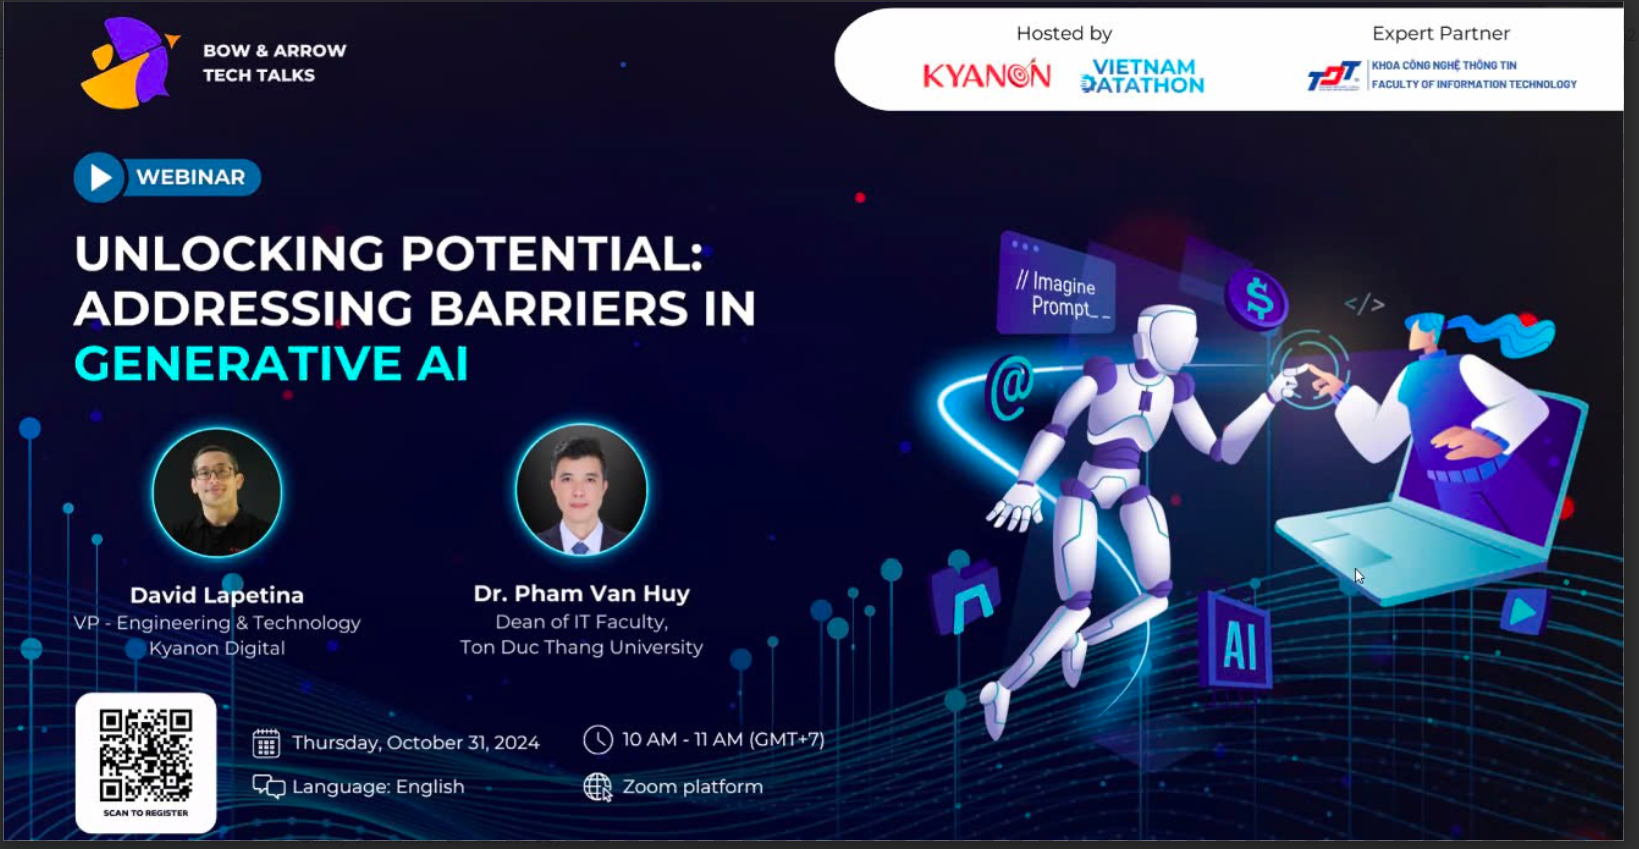 BOW & ARROW
TECH TALKS
Hosted by
KYANON
VIETNAM
DATATHON
Expert Partner
TDT
KHOA CÔNG NGHỆ THÔNG TIN
FACULTY OF INFORMATION TECHNOLOGY
WEBINAR
UNLOCKING POTENTIAL:
ADDRESSING BARRIERS IN
GENERATIVE AI
// Imagine
Prompt_ _
$
</>
@
AI
David Lapetina
VP - Engineering & Technology
Kyanon Digital
Dr. Pham Van Huy
Dean of IT Faculty,
Ton Duc Thang University
SCAN TO REGISTER
Thursday, October 31, 2024
10 AM - 11 AM (GMT+7)
Language: English
Zoom platform